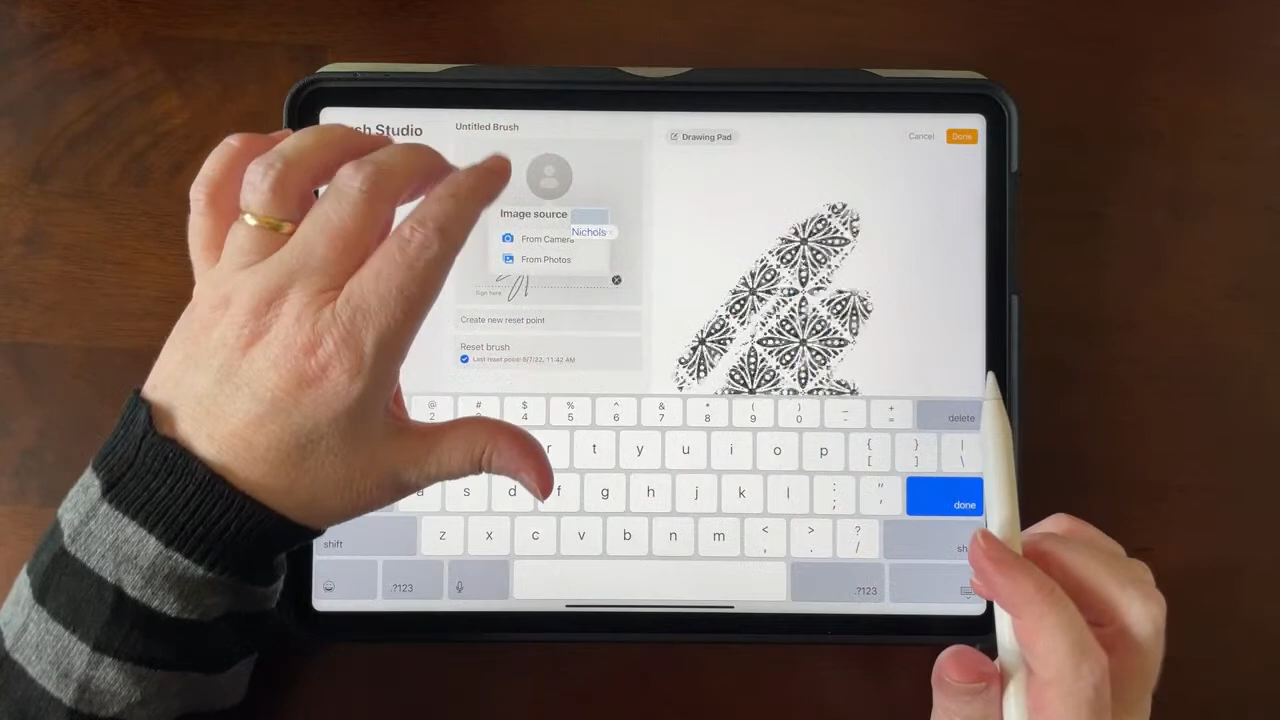 sh Studio
Untitled Brush
Drawing Pad
Cancel
Done
Image source
Nichols
From Camera
From Photos
Sign here
Create new reset point
Reset brush
Last reset point: 8/7/22, 11:42 AM
@ # $ % ^ & * ( ) _ +
2 3 4 5 6 7 8 9 0 - = delete
r t y u i o p { [ } ] | \
a s d f g h j k l : ; " ' done
shift z x c v b n m < , > . ? / sh
.?123 .?123